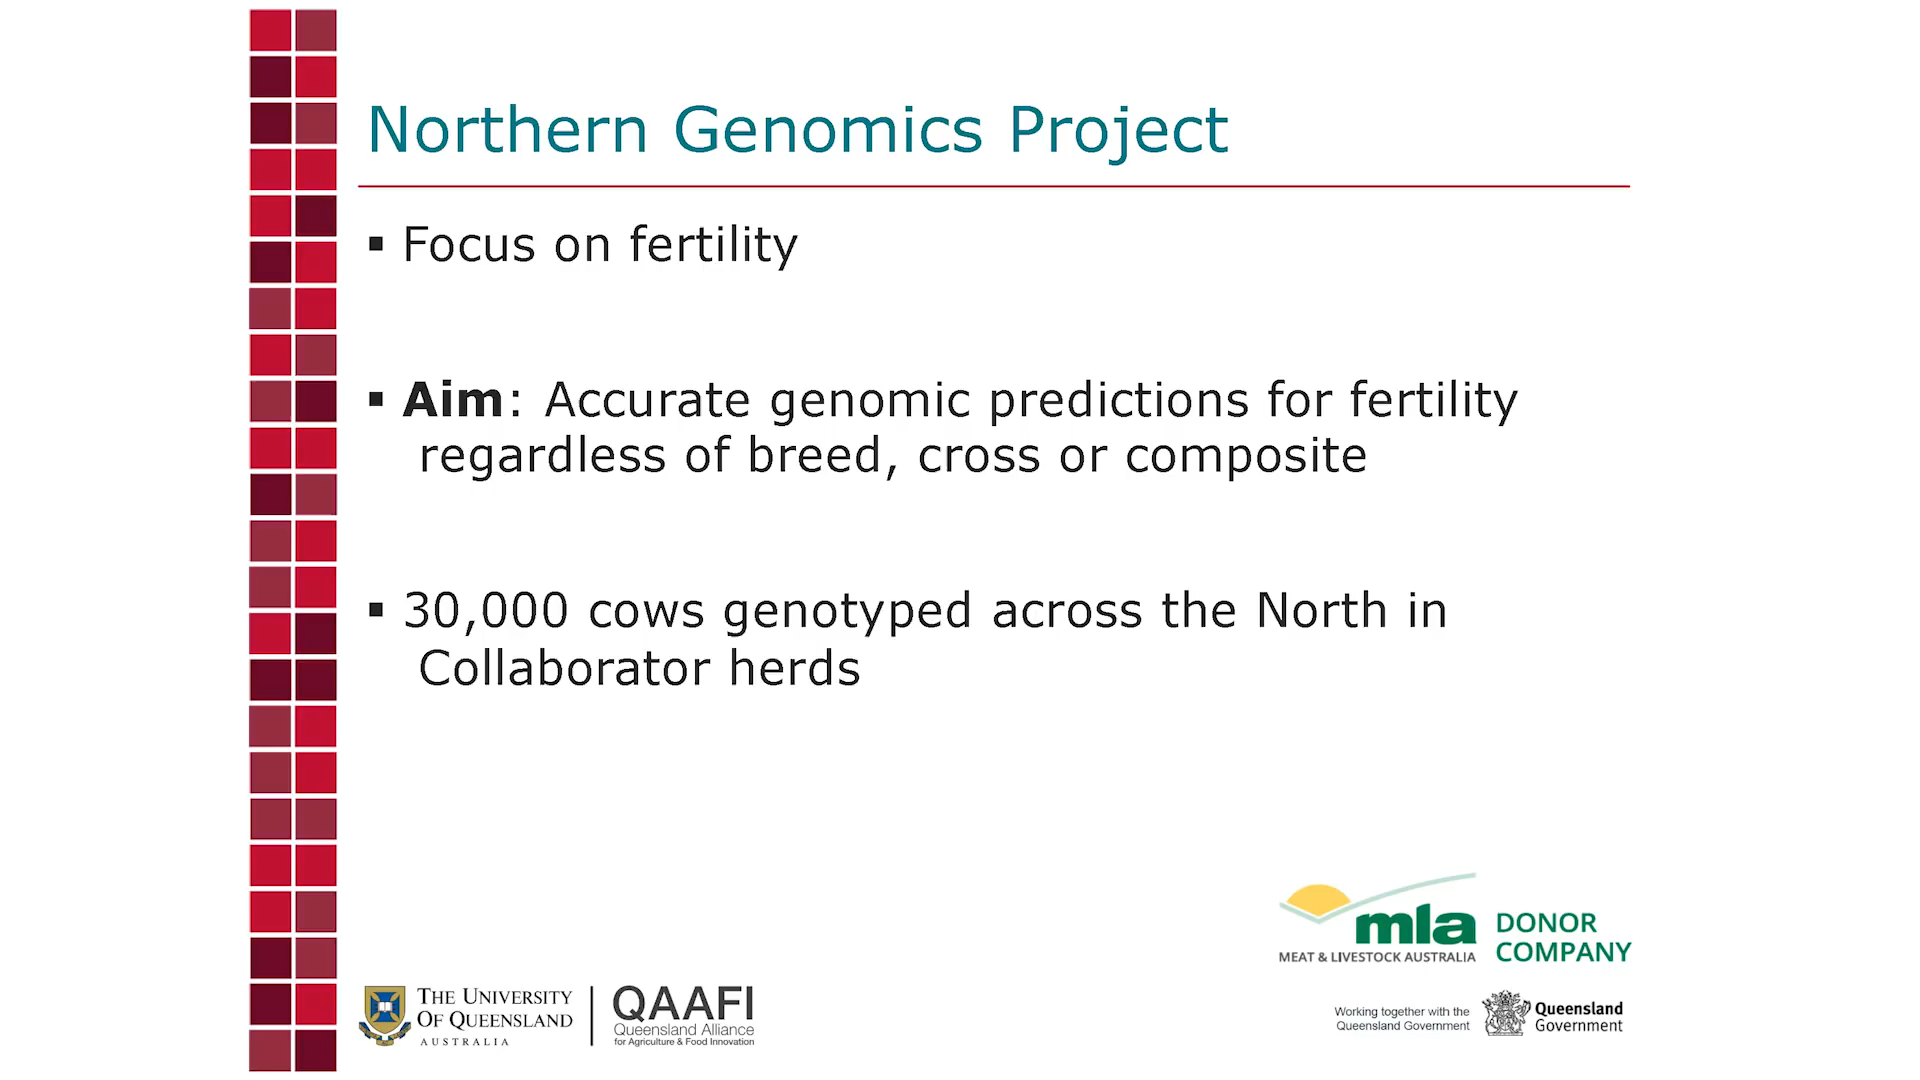 Northern Genomics Project
▪ Focus on fertility
▪ Aim: Accurate genomic predictions for fertility
regardless of breed, cross or composite
▪ 30,000 cows genotyped across the North in
Collaborator herds
mla
MEAT & LIVESTOCK AUSTRALIA
DONOR
COMPANY
THE UNIVERSITY
OF QUEENSLAND
AUSTRALIA
QAAFI
Queensland Alliance
for Agriculture & Food Innovation
Working together with the
Queensland Government
Queensland
Government